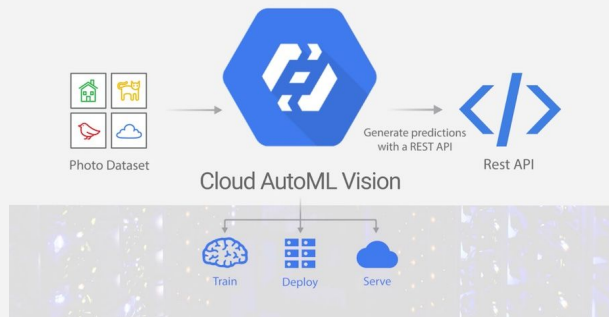 Photo Dataset
Generate predictions
with a REST API
Rest API
Cloud AutoML Vision
Train
Deploy
Serve